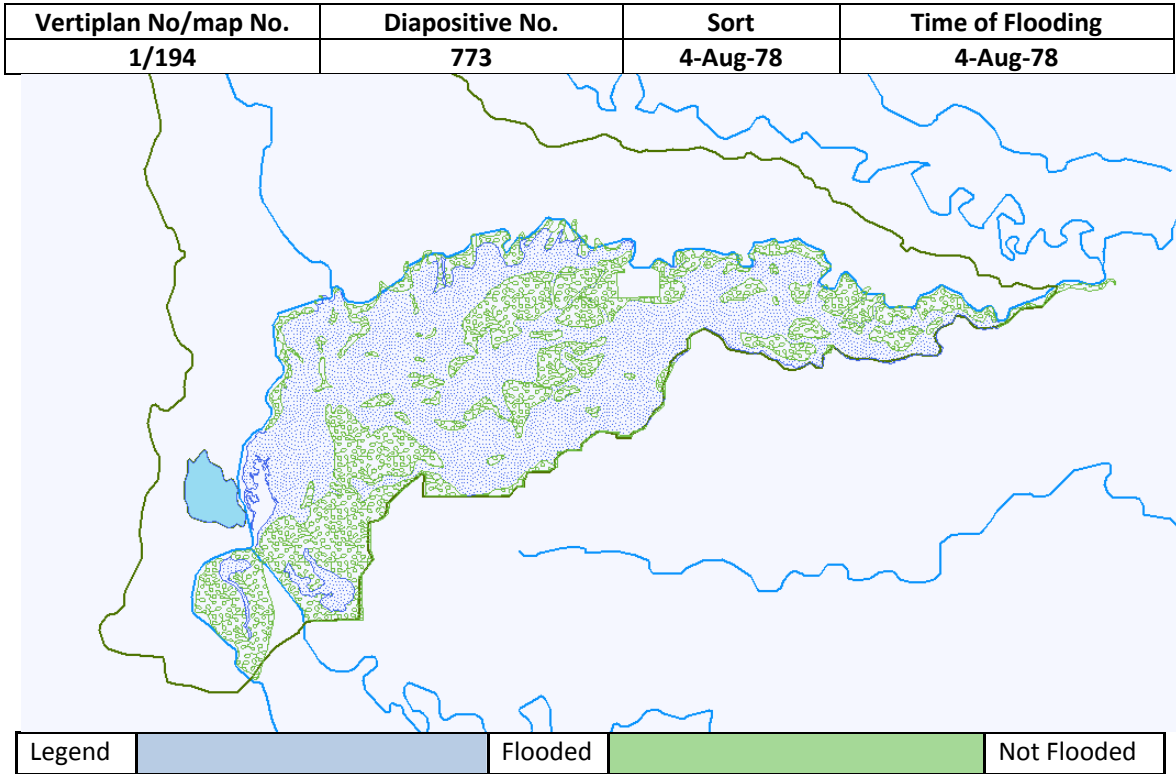 Vertiplan No/map No. Diapositive No. Sort Time of Flooding
1/194 773 4-Aug-78 4-Aug-78
Legend Flooded Not Flooded